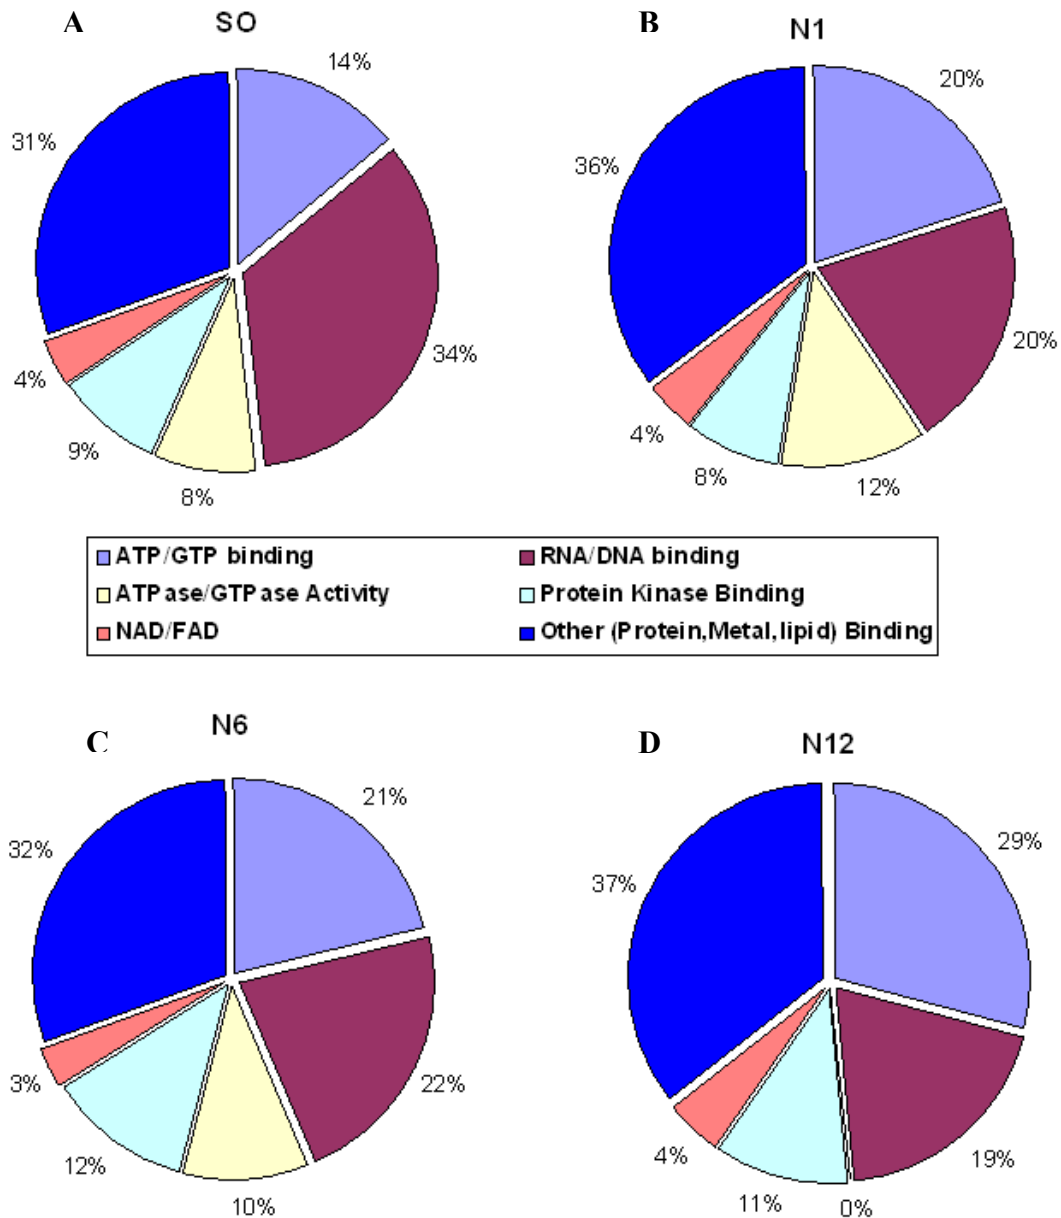 A
SO
14%
31%
34%
4%
9%
8%
B
N1
20%
36%
20%
4%
8%
12%
ATP/GTP binding
RNA/DNA binding
ATPase/GTPase Activity
Protein Kinase Binding
NAD/FAD
Other (Protein,Metal,lipid) Binding
C
N6
21%
32%
22%
3%
12%
10%
D
N12
29%
37%
19%
4%
11%
0%